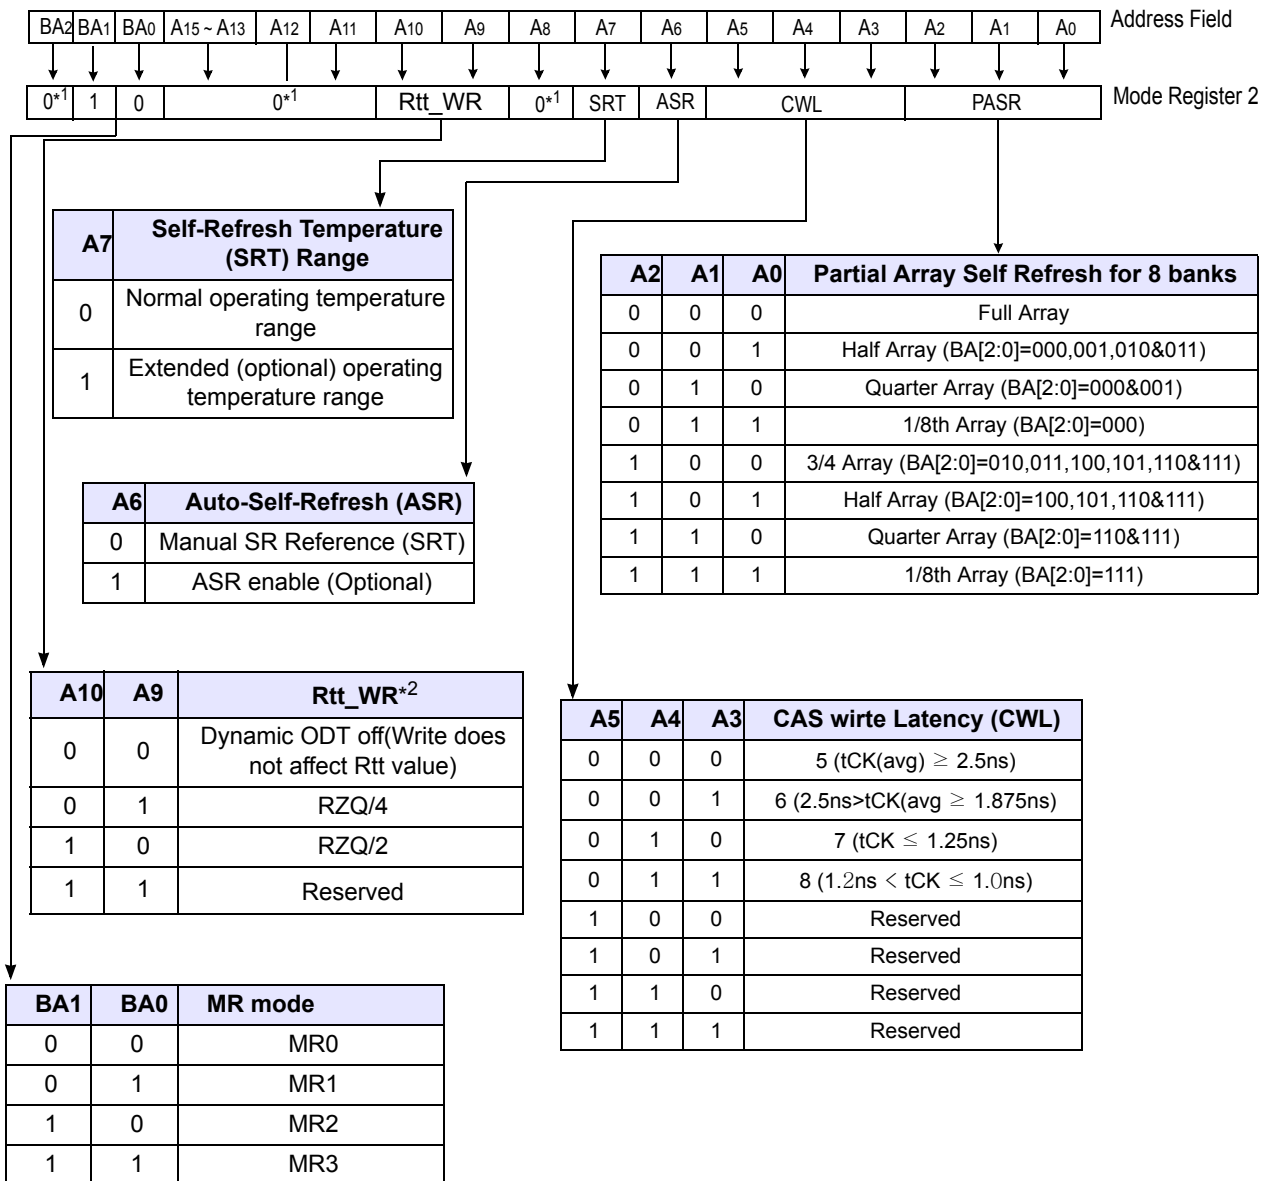 BA2 BA1 BA0 A15 ~ A13 A12 A11 A10 A9 A8 A7 A6 A5 A4 A3 A2 A1 A0 Address Field
0*1 1 0 0*1 Rtt_WR 0*1 SRT ASR CWL PASR Mode Register 2
A7 Self-Refresh Temperature
(SRT) Range
0 Normal operating temperature
range
1 Extended (optional) operating
temperature range
A2 A1 A0 Partial Array Self Refresh for 8 banks
0 0 0 Full Array
0 0 1 Half Array (BA[2:0]=000,001,010&011)
0 1 0 Quarter Array (BA[2:0]=000&001)
0 1 1 1/8th Array (BA[2:0]=000)
1 0 0 3/4 Array (BA[2:0]=010,011,100,101,110&111)
1 0 1 Half Array (BA[2:0]=100,101,110&111)
1 1 0 Quarter Array (BA[2:0]=110&111)
1 1 1 1/8th Array (BA[2:0]=111)
A6 Auto-Self-Refresh (ASR)
0 Manual SR Reference (SRT)
1 ASR enable (Optional)
A10 A9 Rtt_WR*2
0 0 Dynamic ODT off(Write does
not affect Rtt value)
0 1 RZQ/4
1 0 RZQ/2
1 1 Reserved
A5 A4 A3 CAS wirte Latency (CWL)
0 0 0 5 (tCK(avg) ≥ 2.5ns)
0 0 1 6 (2.5ns>tCK(avg ≥ 1.875ns)
0 1 0 7 (tCK ≤ 1.25ns)
0 1 1 8 (1.2ns < tCK ≤ 1.0ns)
1 0 0 Reserved
1 0 1 Reserved
1 1 0 Reserved
1 1 1 Reserved
BA1 BA0 MR mode
0 0 MR0
0 1 MR1
1 0 MR2
1 1 MR3